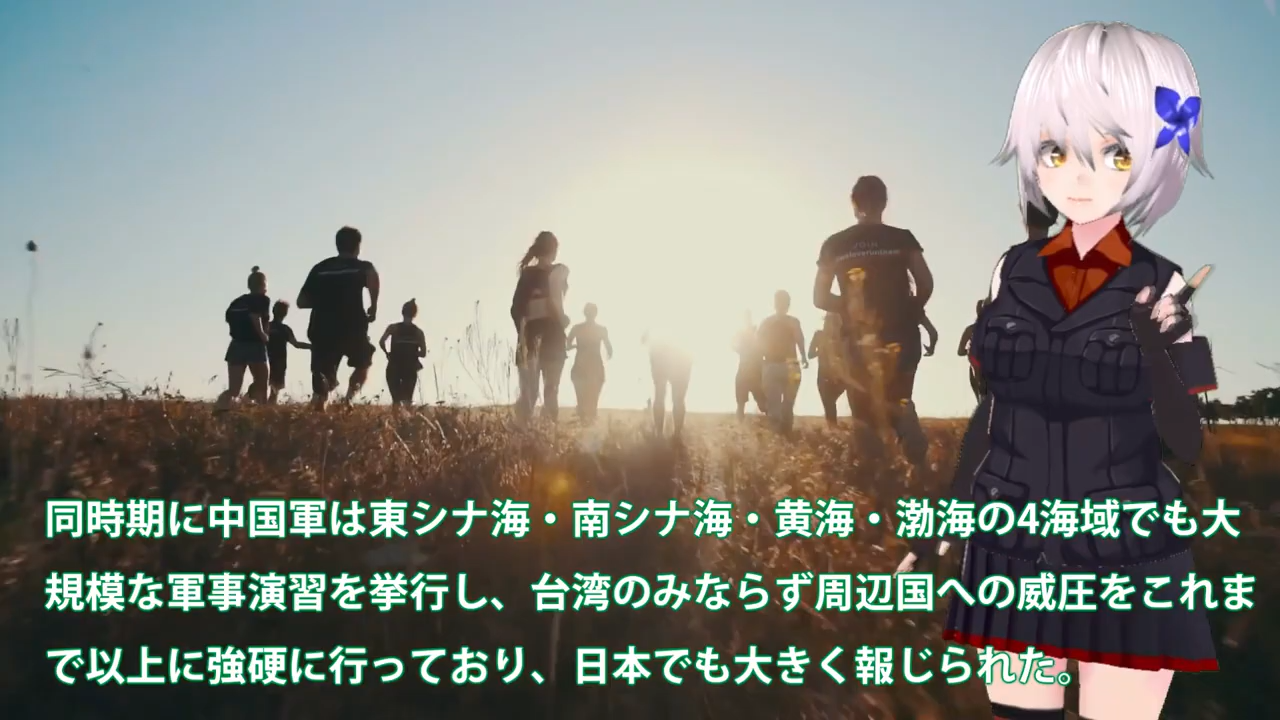 JOIN
同時期に中国軍は東シナ海・南シナ海・黄海・渤海の4海域でも大
規模な軍事演習を挙行し、台湾のみならず周辺国への威圧をこれま
で以上に強硬に行っており、日本でも大きく報じられた。